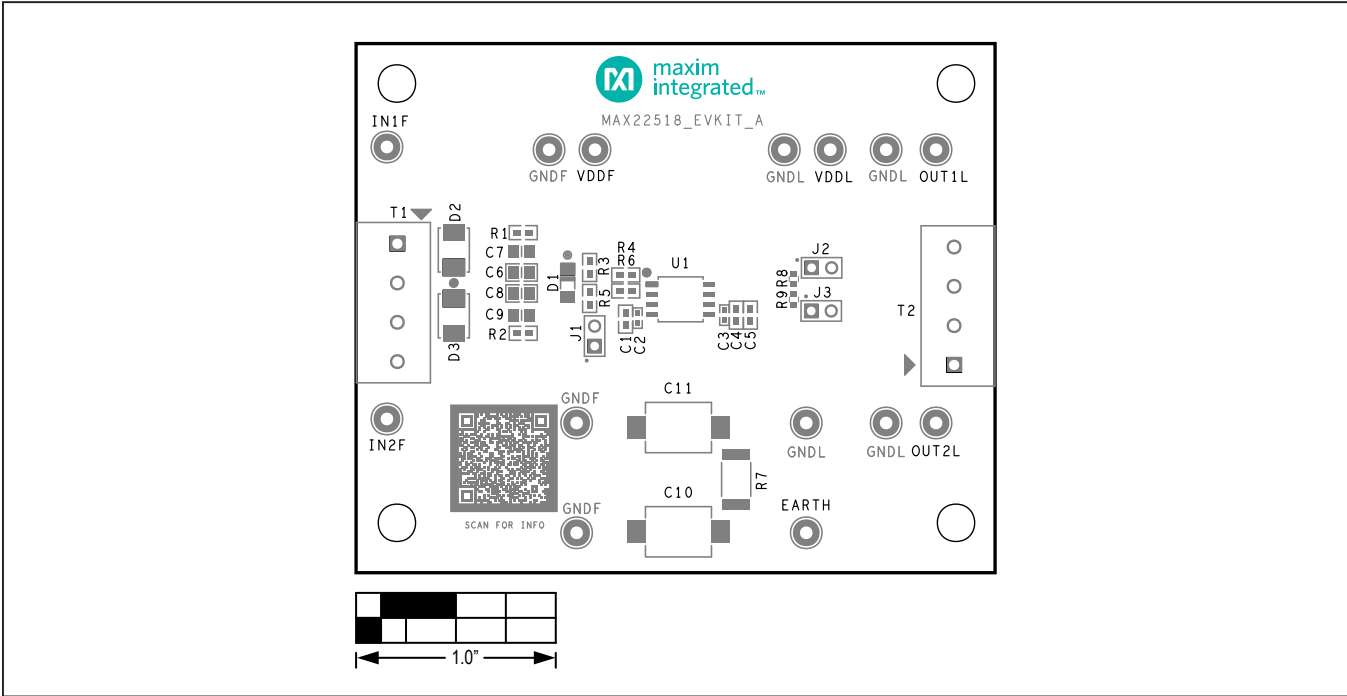 maxim
integrated™
MAX22518_EVKIT_A
IN1F
GNDF VDDF
GNDL VDDL GNDL OUT1L
T1
D2
R1
C7
C6
C8
C9
R2
D3
D1
R3
R5
R4
R6
U1
J1
C1
C2
C3
C4
C5
J2
R8
R9
J3
T2
IN2F
GNDF
C11
GNDL
GNDL OUT2L
R7
C10
GNDF
EARTH
SCAN FOR INFO
1.0"